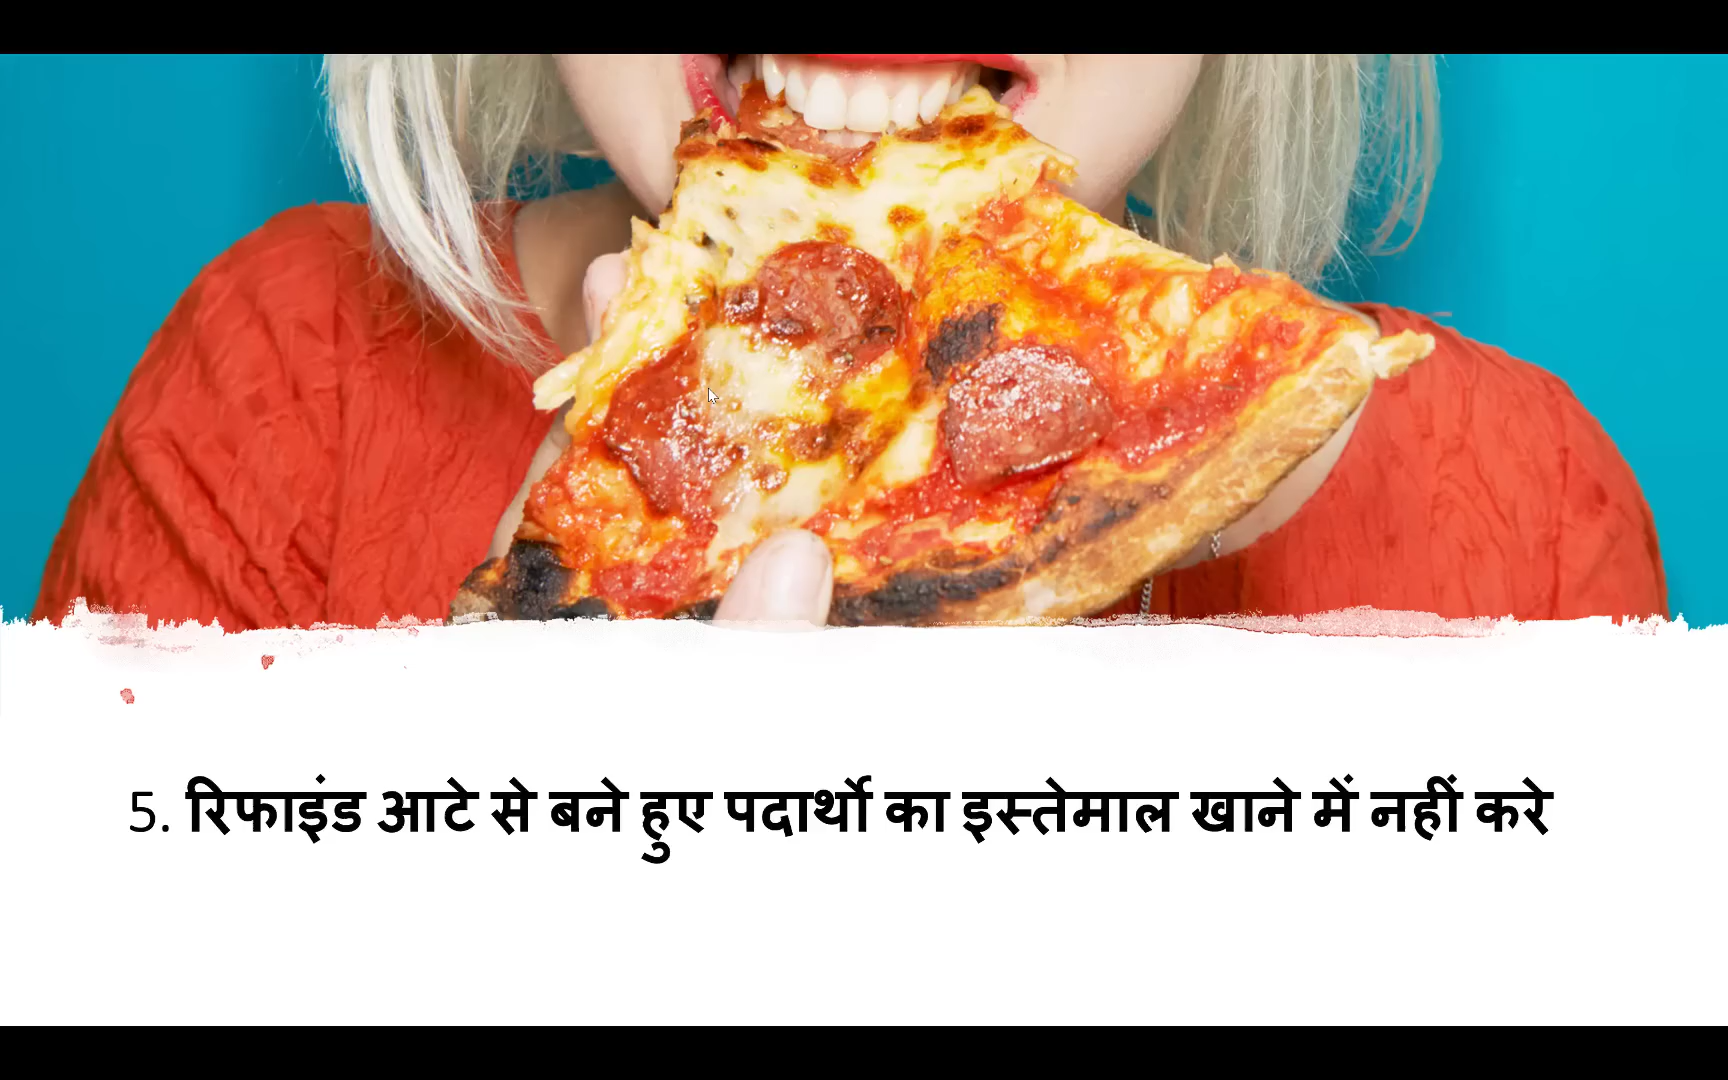 5. रिफाइंड आटे से बने हुए पदार्थो का इस्तेमाल खाने में नहीं करे